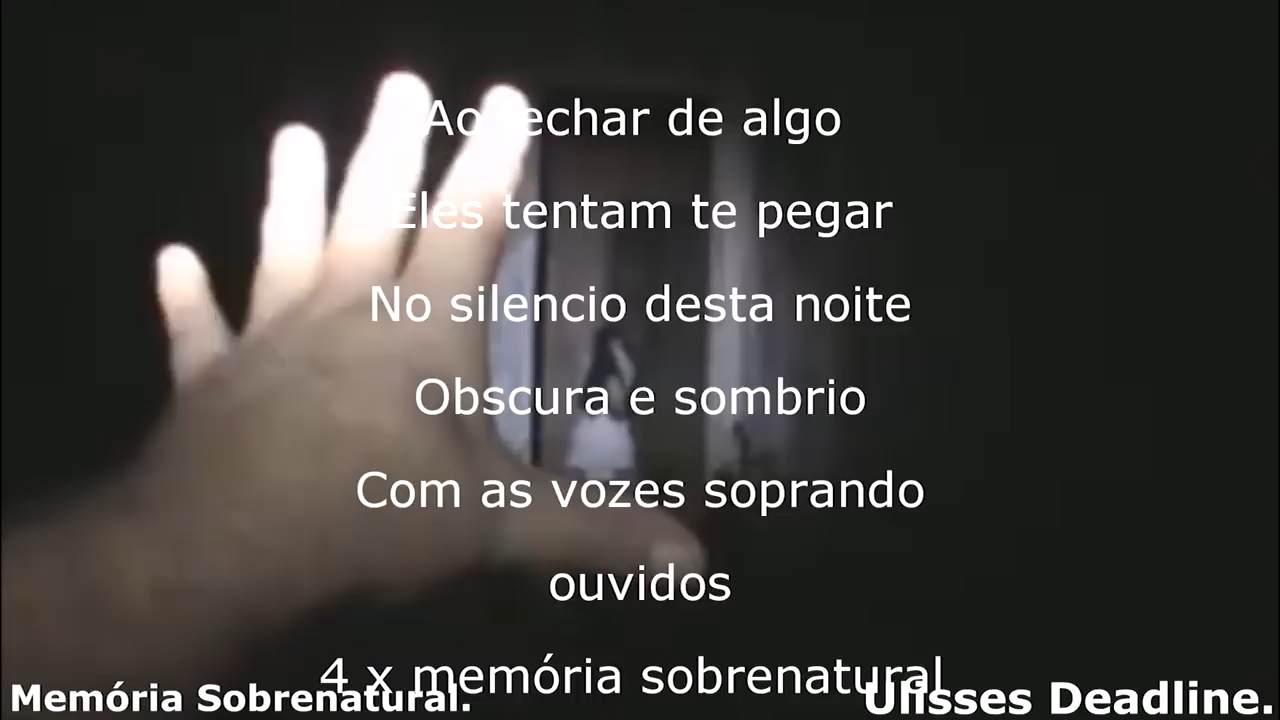 Ao fechar de algo
Eles tentam te pegar
No silencio desta noite
Obscura e sombrio
Com as vozes soprando
ouvidos
4 x memória sobrenatural
Memória Sobrenatural.
Ulisses Deadline.